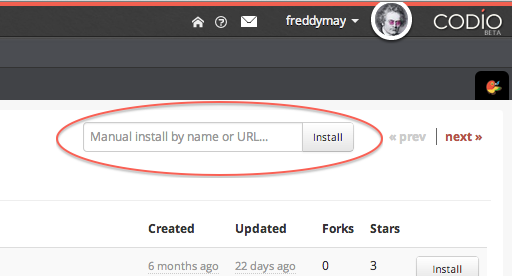 freddymay CODIO
BETA
Manual install by name or URL... Install « prev next »
Created Updated Forks Stars
6 months ago 22 days ago 0 3 Install